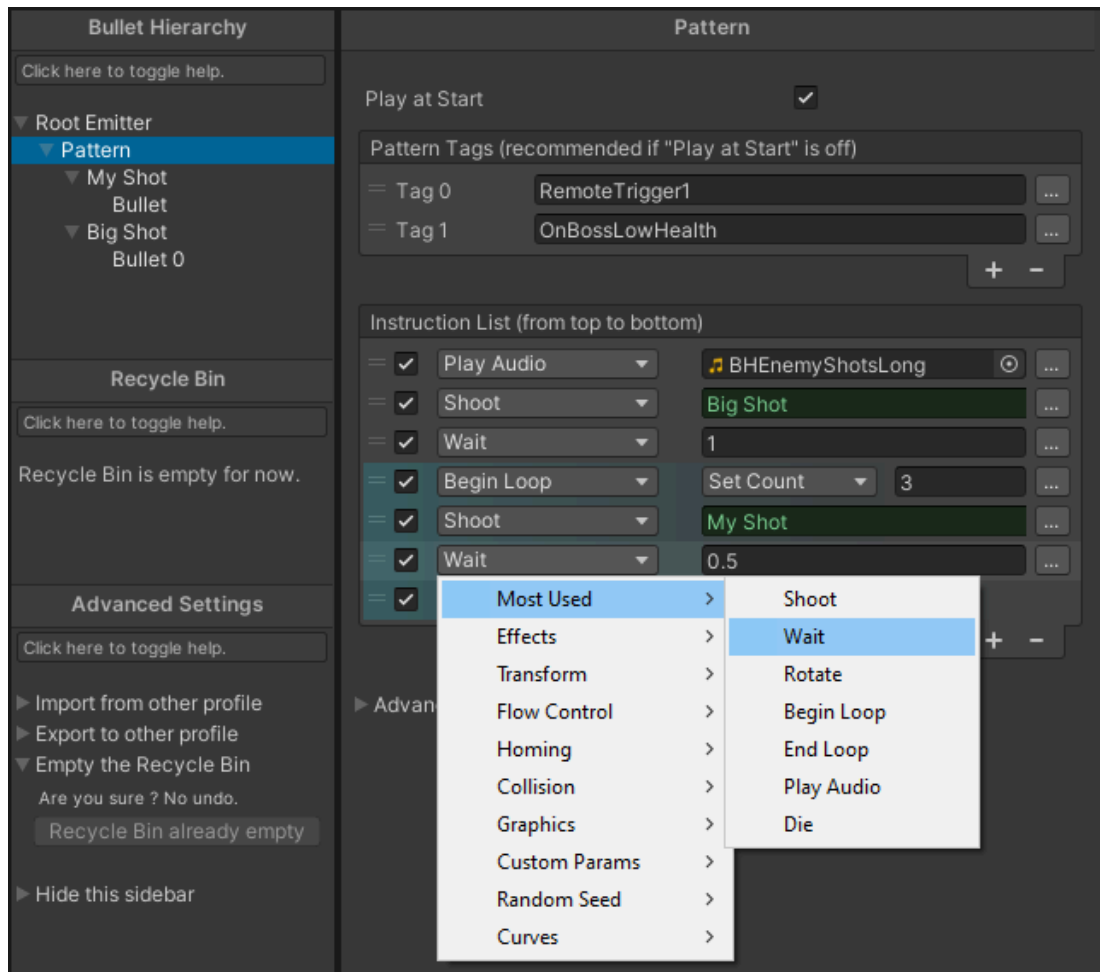 Bullet Hierarchy
Click here to toggle help.
Root Emitter
Pattern
My Shot
Bullet
Big Shot
Bullet 0
Recycle Bin
Click here to toggle help.
Recycle Bin is empty for now.
Advanced Settings
Click here to toggle help.
Import from other profile
Export to other profile
Empty the Recycle Bin
Are you sure ? No undo.
Recycle Bin already empty
Hide this sidebar
Pattern
Play at Start
Pattern Tags (recommended if "Play at Start" is off)
Tag 0 RemoteTrigger1 ...
Tag 1 OnBossLowHealth ...
+ -
Instruction List (from top to bottom)
Play Audio BHEnemyShotsLong ...
Shoot Big Shot ...
Wait 1 ...
Begin Loop Set Count 3 ...
Shoot My Shot ...
Wait 0.5 ...
+ -
Advan
Most Used
Effects
Transform
Flow Control
Homing
Collision
Graphics
Custom Params
Random Seed
Curves
Shoot
Wait
Rotate
Begin Loop
End Loop
Play Audio
Die